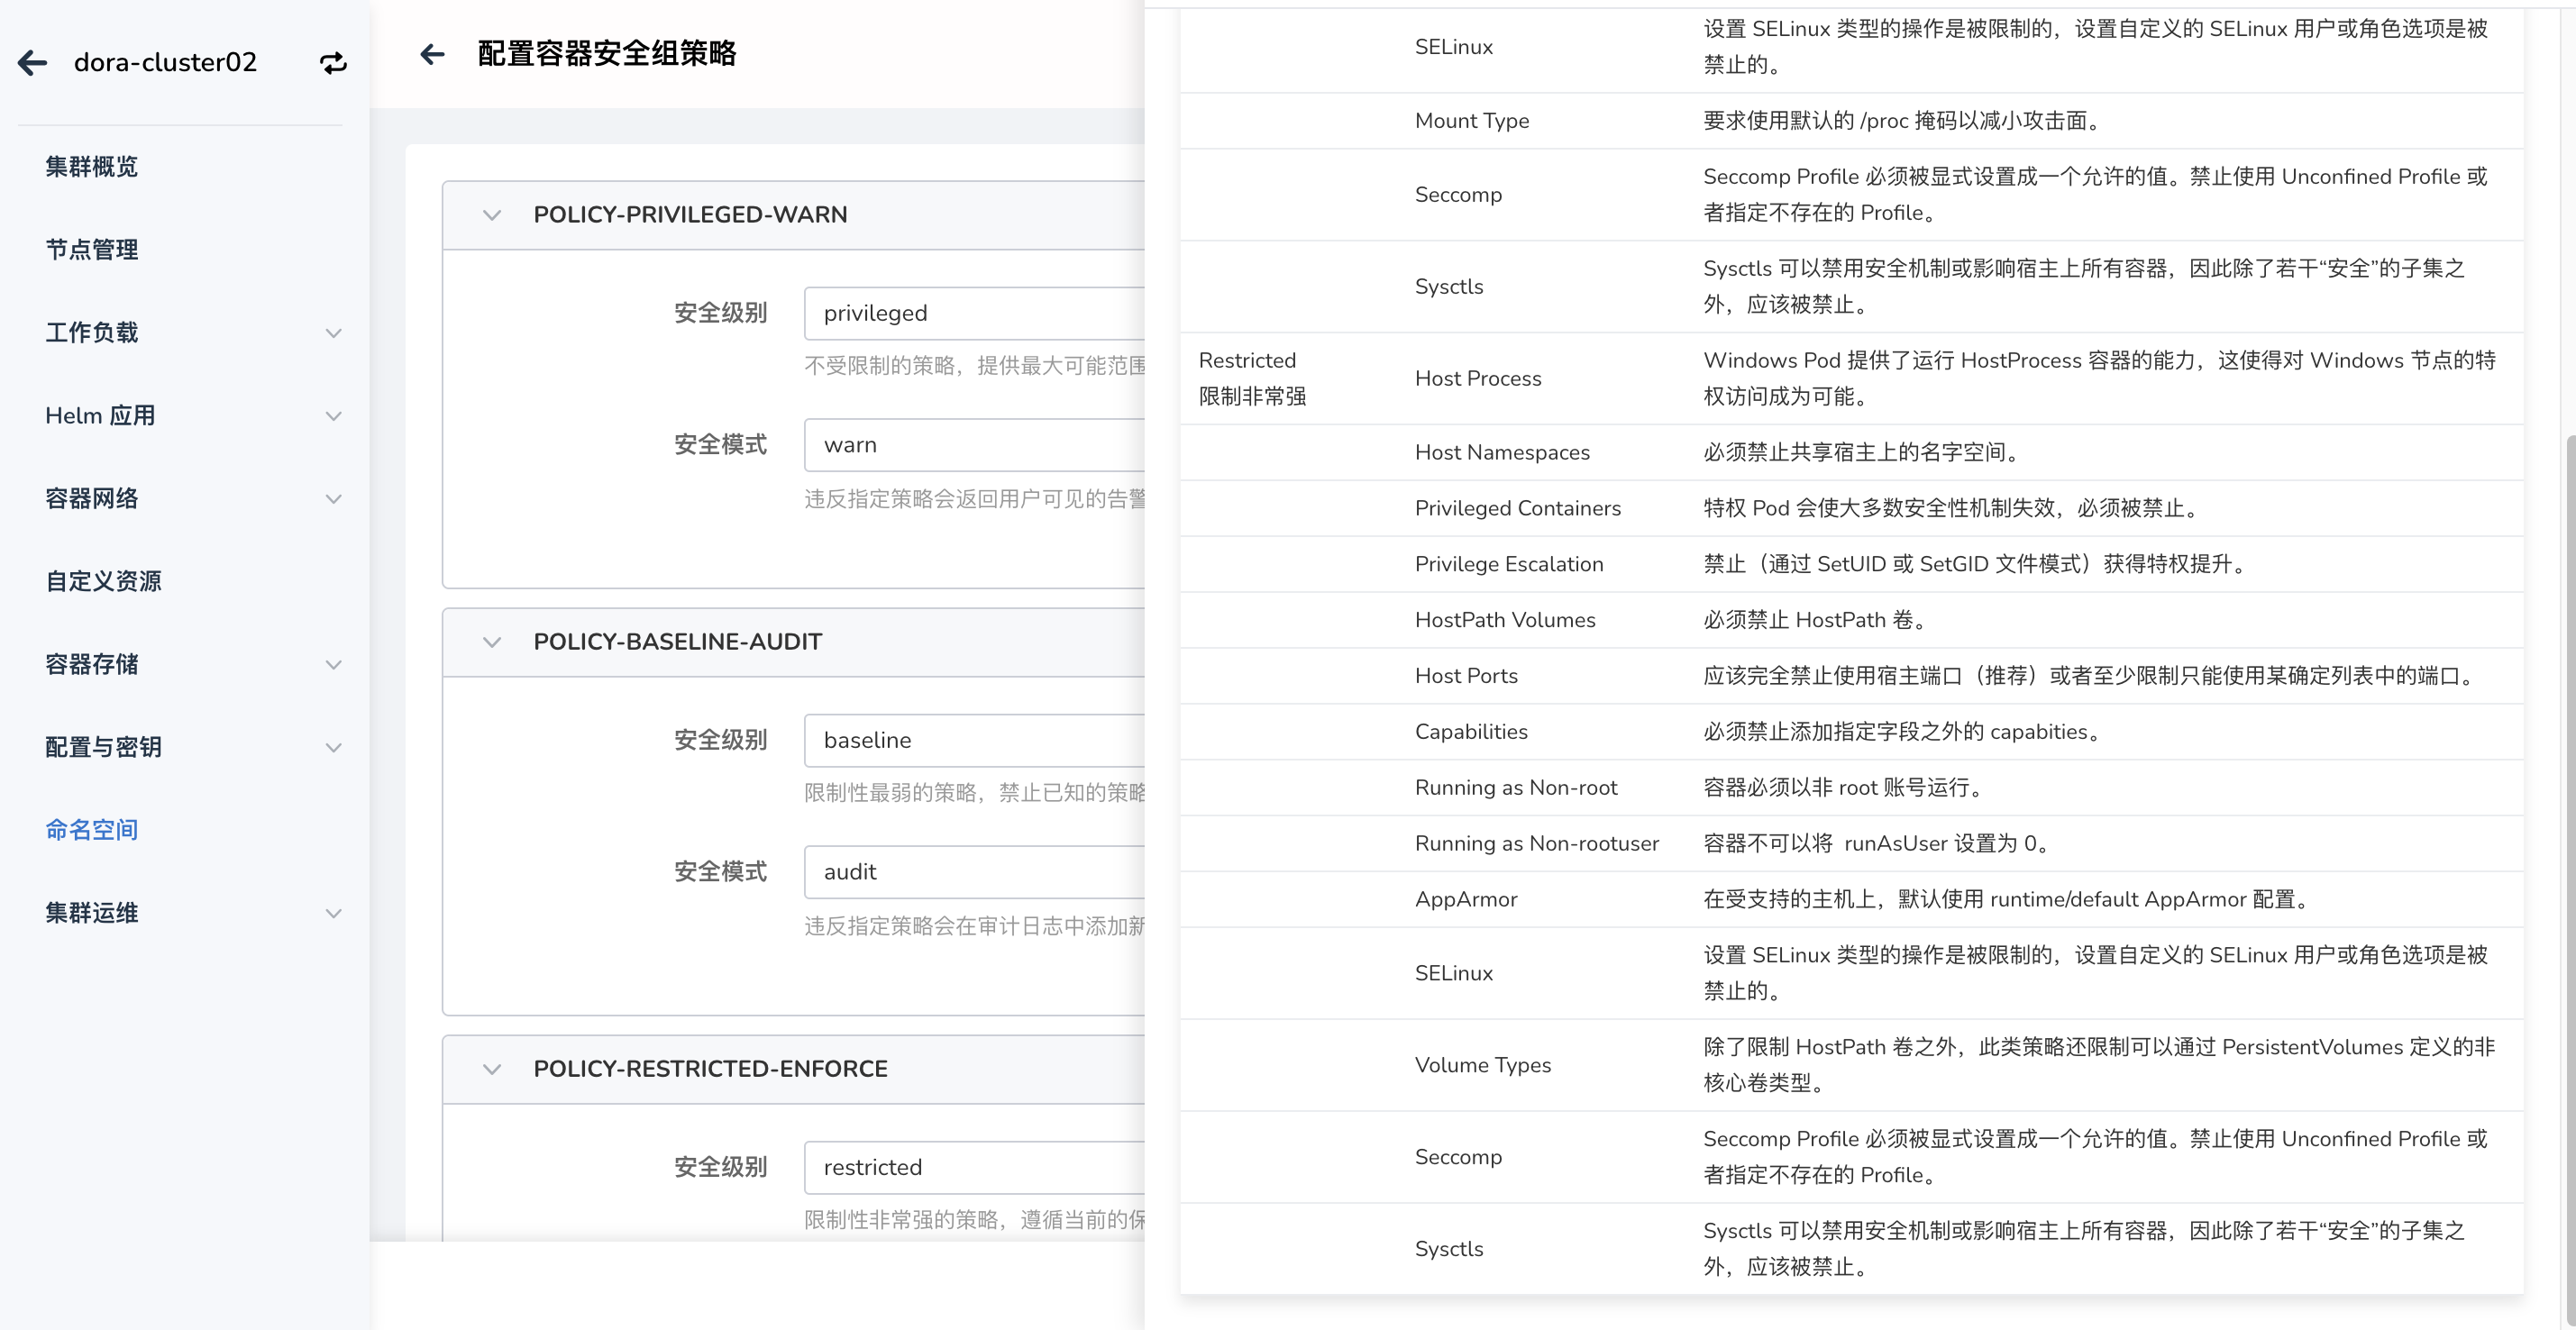 dora-cluster02
集群概览
节点管理
工作负载
Helm 应用
容器网络
自定义资源
容器存储
配置与密钥
命名空间
集群运维
配置容器安全组策略
POLICY-PRIVILEGED-WARN
安全级别
privileged
不受限制的策略，提供最大可能范围
安全模式
warn
违反指定策略会返回用户可见的告警
POLICY-BASELINE-AUDIT
安全级别
baseline
限制性最弱的策略，禁止已知的策略
安全模式
audit
违反指定策略会在审计日志中添加新
POLICY-RESTRICTED-ENFORCE
安全级别
restricted
限制性非常强的策略，遵循当前的保
SELinux
设置 SELinux 类型的操作是被限制的，设置自定义的 SELinux 用户或角色选项是被
禁止的。
Mount Type
要求使用默认的 /proc 掩码以减小攻击面。
Seccomp
Seccomp Profile 必须被显式设置成一个允许的值。禁止使用 Unconfined Profile 或
者指定不存在的 Profile。
Sysctls
Sysctls 可以禁用安全机制或影响宿主上所有容器，因此除了若干“安全”的子集之
外，应该被禁止。
Restricted
限制非常强
Host Process
Windows Pod 提供了运行 HostProcess 容器的能力，这使得对 Windows 节点的特
权访问成为可能。
Host Namespaces
必须禁止共享宿主上的名字空间。
Privileged Containers
特权 Pod 会使大多数安全性机制失效，必须被禁止。
Privilege Escalation
禁止（通过 SetUID 或 SetGID 文件模式）获得特权提升。
HostPath Volumes
必须禁止 HostPath 卷。
Host Ports
应该完全禁止使用宿主端口（推荐）或者至少限制只能使用某确定列表中的端口。
Capabilities
必须禁止添加指定字段之外的 capabities。
Running as Non-root
容器必须以非 root 账号运行。
Running as Non-rootuser
容器不可以将 runAsUser 设置为 0。
AppArmor
在受支持的主机上，默认使用 runtime/default AppArmor 配置。
SELinux
设置 SELinux 类型的操作是被限制的，设置自定义的 SELinux 用户或角色选项是被
禁止的。
Volume Types
除了限制 HostPath 卷之外，此类策略还限制可以通过 PersistentVolumes 定义的非
核心卷类型。
Seccomp
Seccomp Profile 必须被显式设置成一个允许的值。禁止使用 Unconfined Profile 或
者指定不存在的 Profile。
Sysctls
Sysctls 可以禁用安全机制或影响宿主上所有容器，因此除了若干“安全”的子集之
外，应该被禁止。